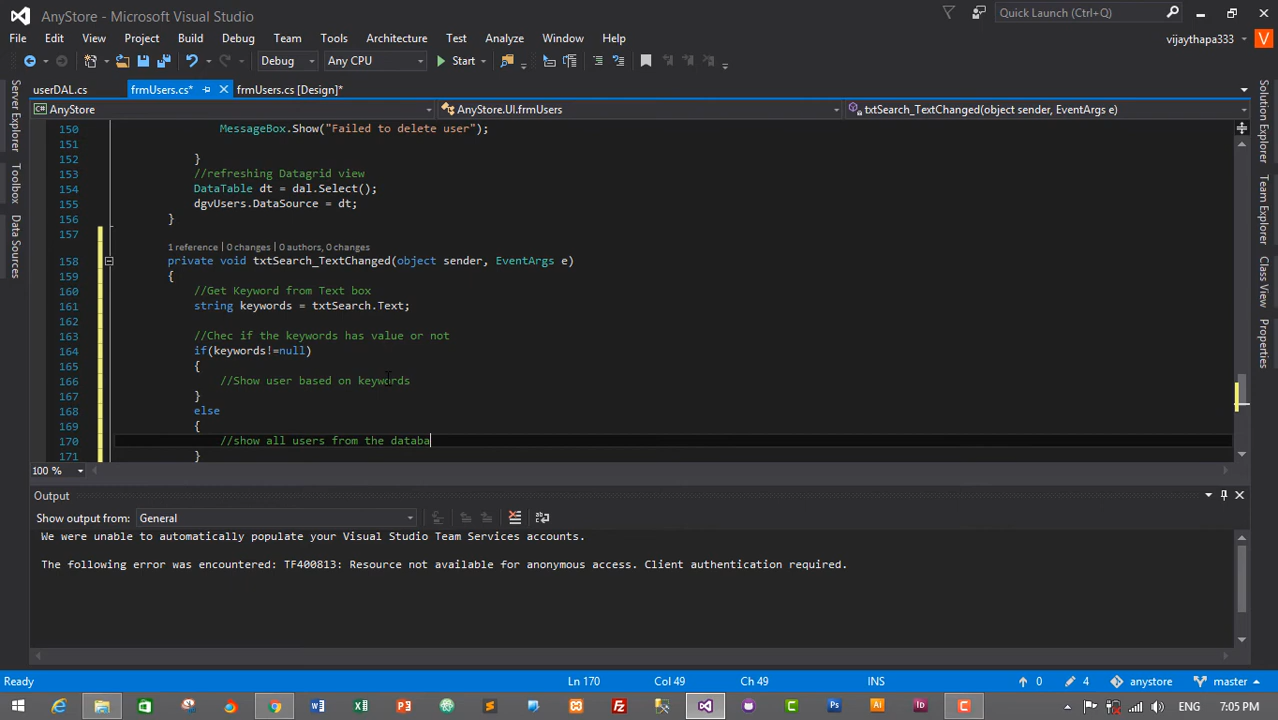 AnyStore - Microsoft Visual Studio
Quick Launch (Ctrl+Q)
File Edit View Project Build Debug Team Tools Architecture Test Analyze Window Help
vijaythapa333 V
Debug Any CPU Start
userDAL.cs frmUsers.cs* frmUsers.cs [Design]*
AnyStore AnyStore.UI.frmUsers txtSearch_TextChanged(object sender, EventArgs e)
Server Explorer
Toolbox
Data Sources
Solution Explorer
Team Explorer
Class View
Properties
150 MessageBox.Show("Failed to delete user");
151
152 }
153 //refreshing Datagrid view
154 DataTable dt = dal.Select();
155 dgvUsers.DataSource = dt;
156 }
157
1 reference | 0 changes | 0 authors, 0 changes
158 private void txtSearch_TextChanged(object sender, EventArgs e)
159 {
160 //Get Keyword from Text box
161 string keywords = txtSearch.Text;
162
163 //Chec if the keywords has value or not
164 if(keywords!=null)
165 {
166 //Show user based on keywords
167 }
168 else
169 {
170 //show all users from the databa
171 }
100 %
Output
Show output from: General
We were unable to automatically populate your Visual Studio Team Services accounts.
The following error was encountered: TF400813: Resource not available for anonymous access. Client authentication required.
Ready Ln 170 Col 49 Ch 49 INS 0 4 anystore master
ENG 7:05 PM